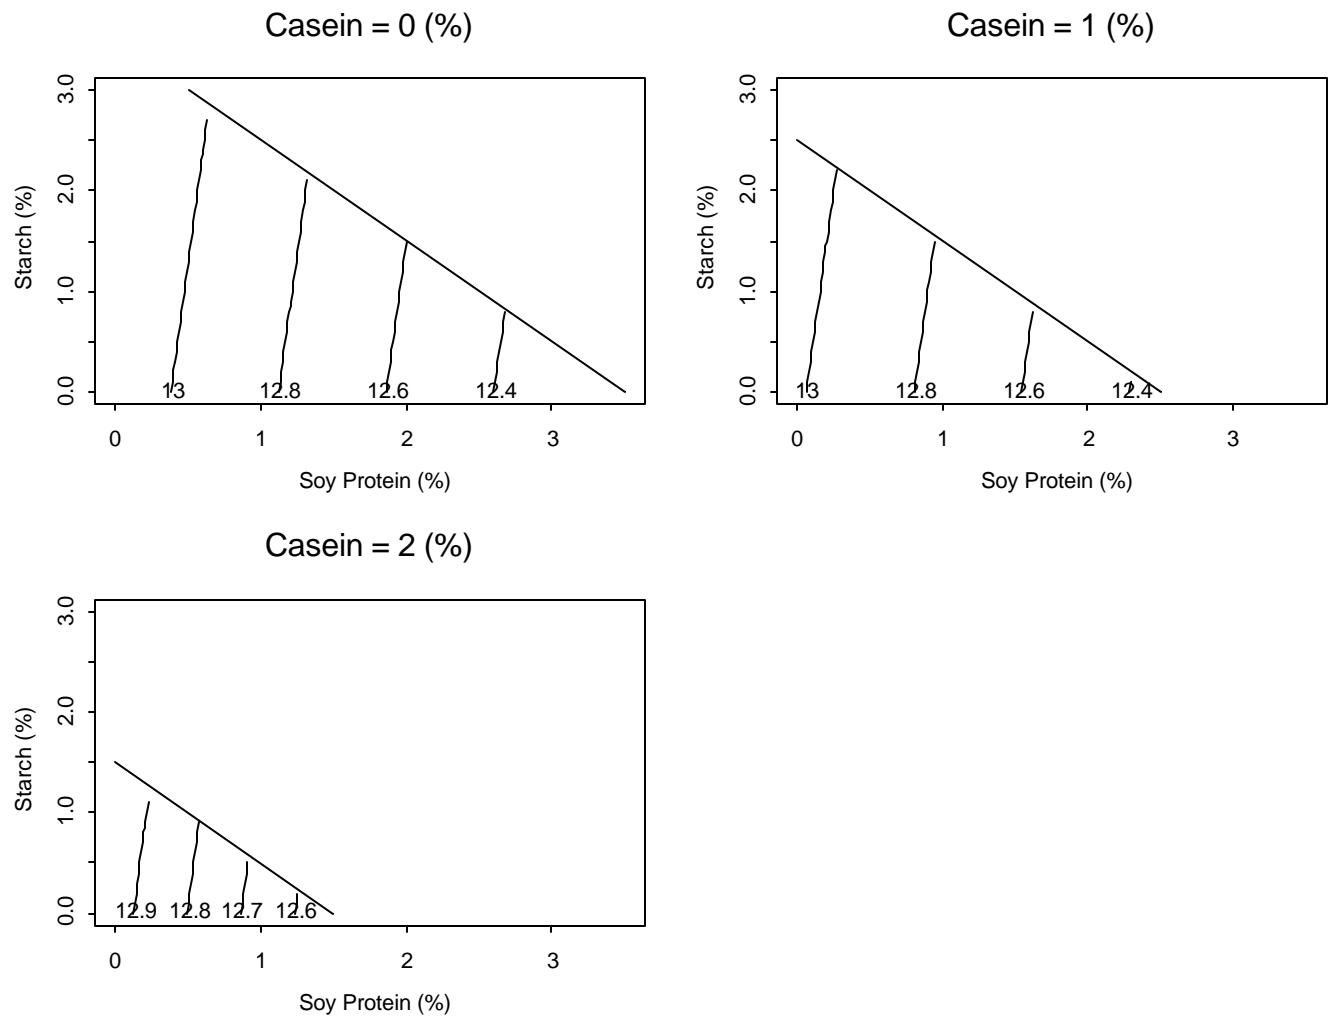 Casein = 0 (%)
3.0
2.0
1.0
0.0
Starch (%)
13 12.8 12.6 12.4
0 1 2 3
Soy Protein (%)
Casein = 1 (%)
3.0
2.0
1.0
0.0
Starch (%)
13 12.8 12.6 12.4
0 1 2 3
Soy Protein (%)
Casein = 2 (%)
3.0
2.0
1.0
0.0
Starch (%)
12.9 12.8 12.7 12.6
0 1 2 3
Soy Protein (%)